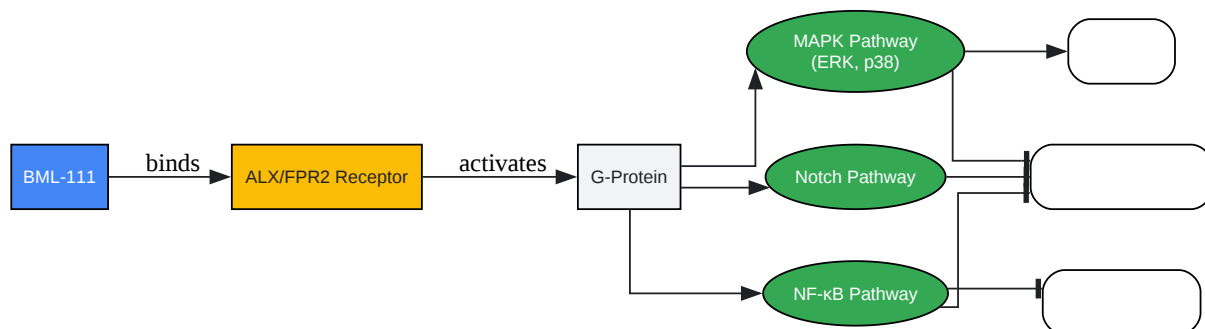 MAPK Pathway
(ERK, p38)
BML-111
binds
ALX/FPR2 Receptor
activates
G-Protein
Notch Pathway
NF-κB Pathway